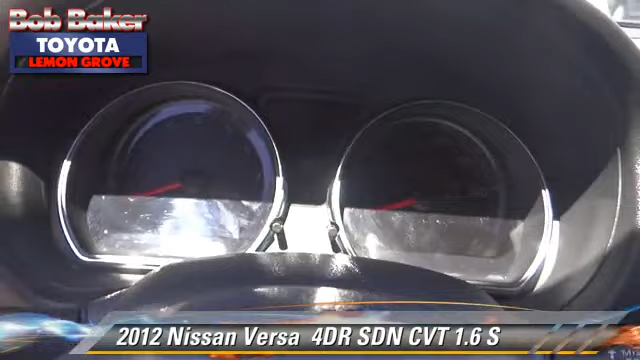 Bob Baker
TOYOTA
LEMON GROVE
2012 Nissan Versa 4DR SDN CVT 1.6 S